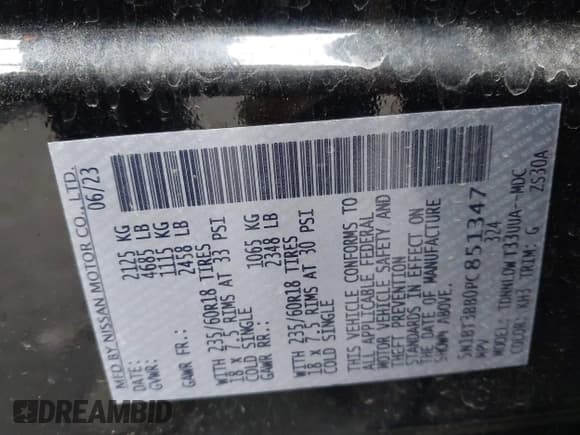 MFD. BY NISSAN MOTOR CO., LTD.
06/23
GVWR: 2125 KG
4685 LB
GAWR FR.: 1115 KG
2458 LB
WITH 235/60R18 TIRES
18 x 7.5 RIMS AT 33 PSI
COLD SINGLE
GAWR RR.: 1065 KG
2348 LB
WITH 235/60R18 TIRES
18 x 7.5 RIMS AT 30 PSI
COLD SINGLE
THIS VEHICLE CONFORMS TO
ALL APPLICABLE FEDERAL
MOTOR VEHICLE SAFETY AND
THEFT PREVENTION
STANDARDS IN EFFECT ON
THE DATE OF MANUFACTURE
SHOWN ABOVE.
5N1BT3BB0PC851347
MPV 324
MODEL: TDNNLDW T33UUA--MDC
COLOR: KH3 TRIM: G ZS30A
DREAMBID